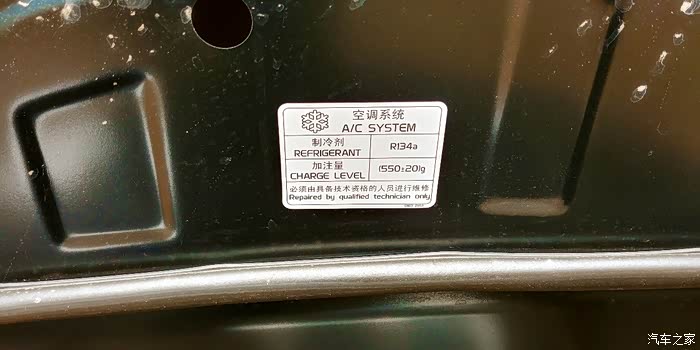 空调系统
A/C SYSTEM
制冷剂
REFRIGERANT
R134a
加注量
CHARGE LEVEL
(550±20)g
必须由具备技术资格的人员进行维修
Repaired by qualified technician only
汽车之家